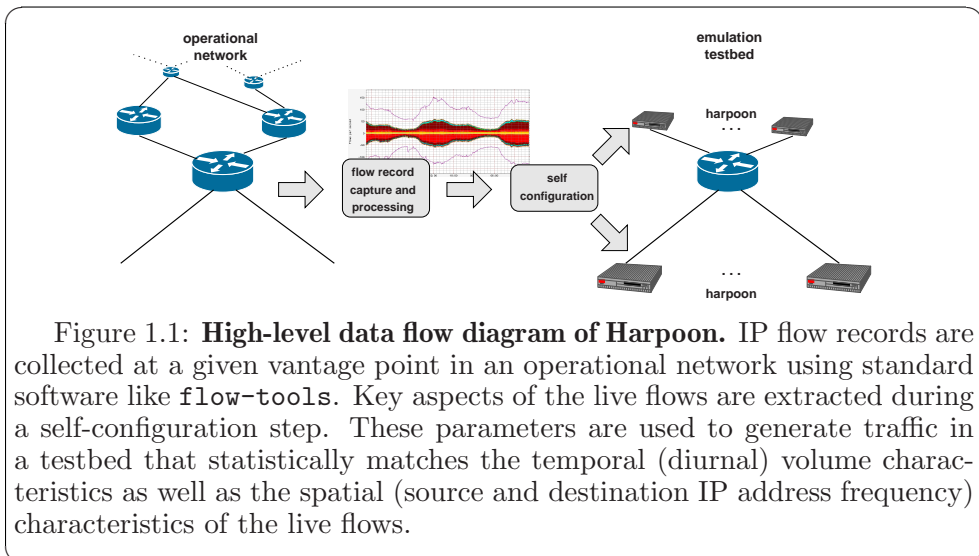 operational
network
emulation
testbed
harpoon
. . .
flow record
capture and
processing
self
configuration
. . .
harpoon
Figure 1.1: High-level data flow diagram of Harpoon. IP flow records are
collected at a given vantage point in an operational network using standard
software like flow-tools. Key aspects of the live flows are extracted during
a self-configuration step. These parameters are used to generate traffic in
a testbed that statistically matches the temporal (diurnal) volume charac-
teristics as well as the spatial (source and destination IP address frequency)
characteristics of the live flows.